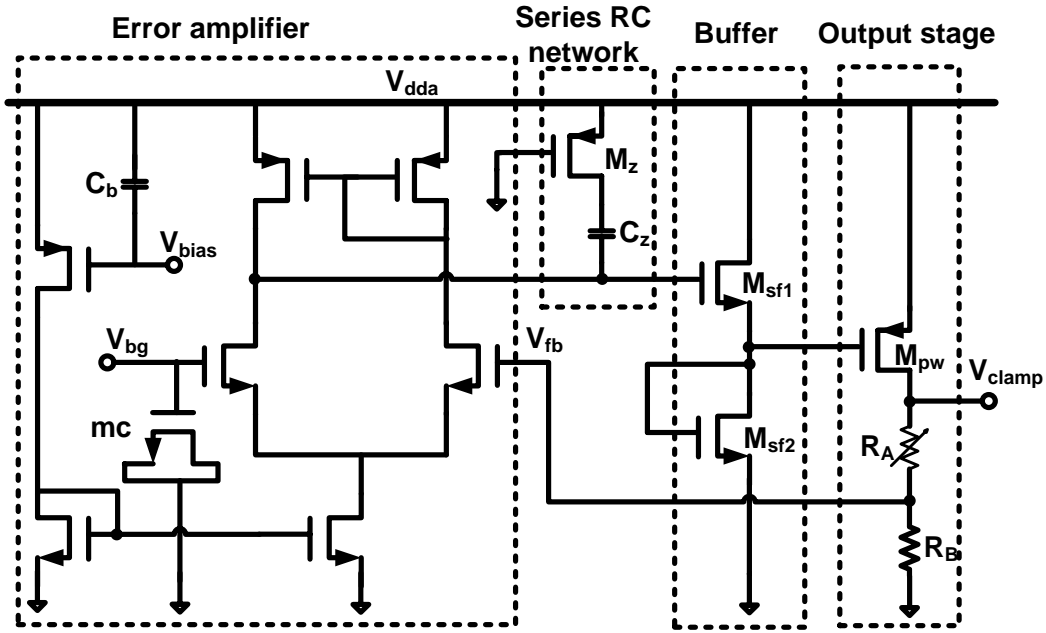 Error amplifier
Series RC
network
Buffer
Output stage
Vdda
Cb
Vbias
Mz
Cz
Msf1
Vbg
Vfb
Mpw
Vclamp
mc
Msf2
RA
RB